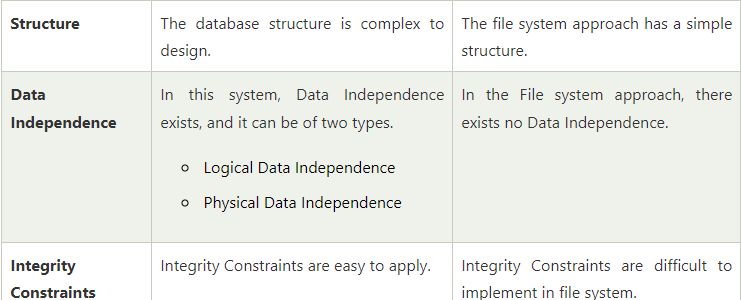 Structure
The database structure is complex to
design.
The file system approach has a simple
structure.
Data
Independence
In this system, Data Independence
exists, and it can be of two types.
Logical Data Independence
Physical Data Independence
In the File system approach, there
exists no Data Independence.
Integrity
Constraints
Integrity Constraints are easy to apply.
Integrity Constraints are difficult to
implement in file system.